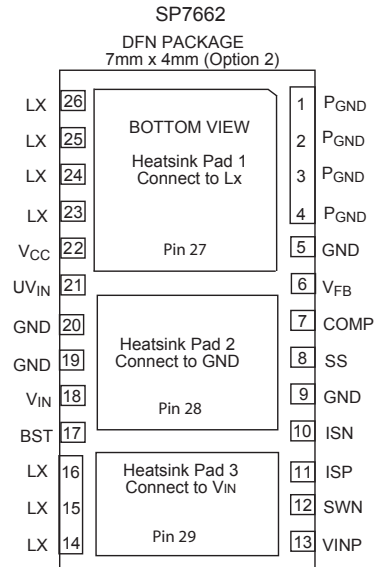 SP7662
DFN PACKAGE
7mm x 4mm (Option 2)
BOTTOM VIEW
Heatsink Pad 1
Connect to Lx
Pin 27
Heatsink Pad 2
Connect to GND
Pin 28
Heatsink Pad 3
Connect to VIN
Pin 29
LX 26
LX 25
LX 24
LX 23
VCC 22
UVIN 21
GND 20
GND 19
VIN 18
BST 17
LX 16
LX 15
LX 14
1 PGND
2 PGND
3 PGND
4 PGND
5 GND
6 VFB
7 COMP
8 SS
9 GND
10 ISN
11 ISP
12 SWN
13 VINP